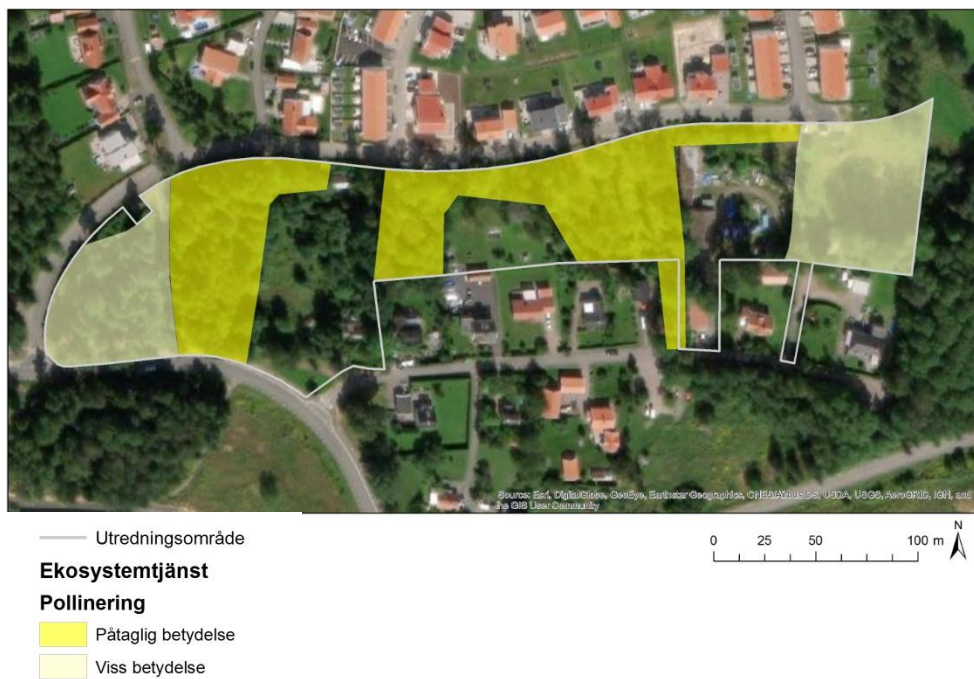 Source: Esri, DigitalGlobe, GeoEye, Earthstar Geographics, CNES/Airbus DS, USDA, USGS, AeroGRID, IGN, and
the GIS User Community
Utredningsområde
Ekosystemtjänst
Pollinering
Påtaglig betydelse
Viss betydelse
N
0 25 50 100 m